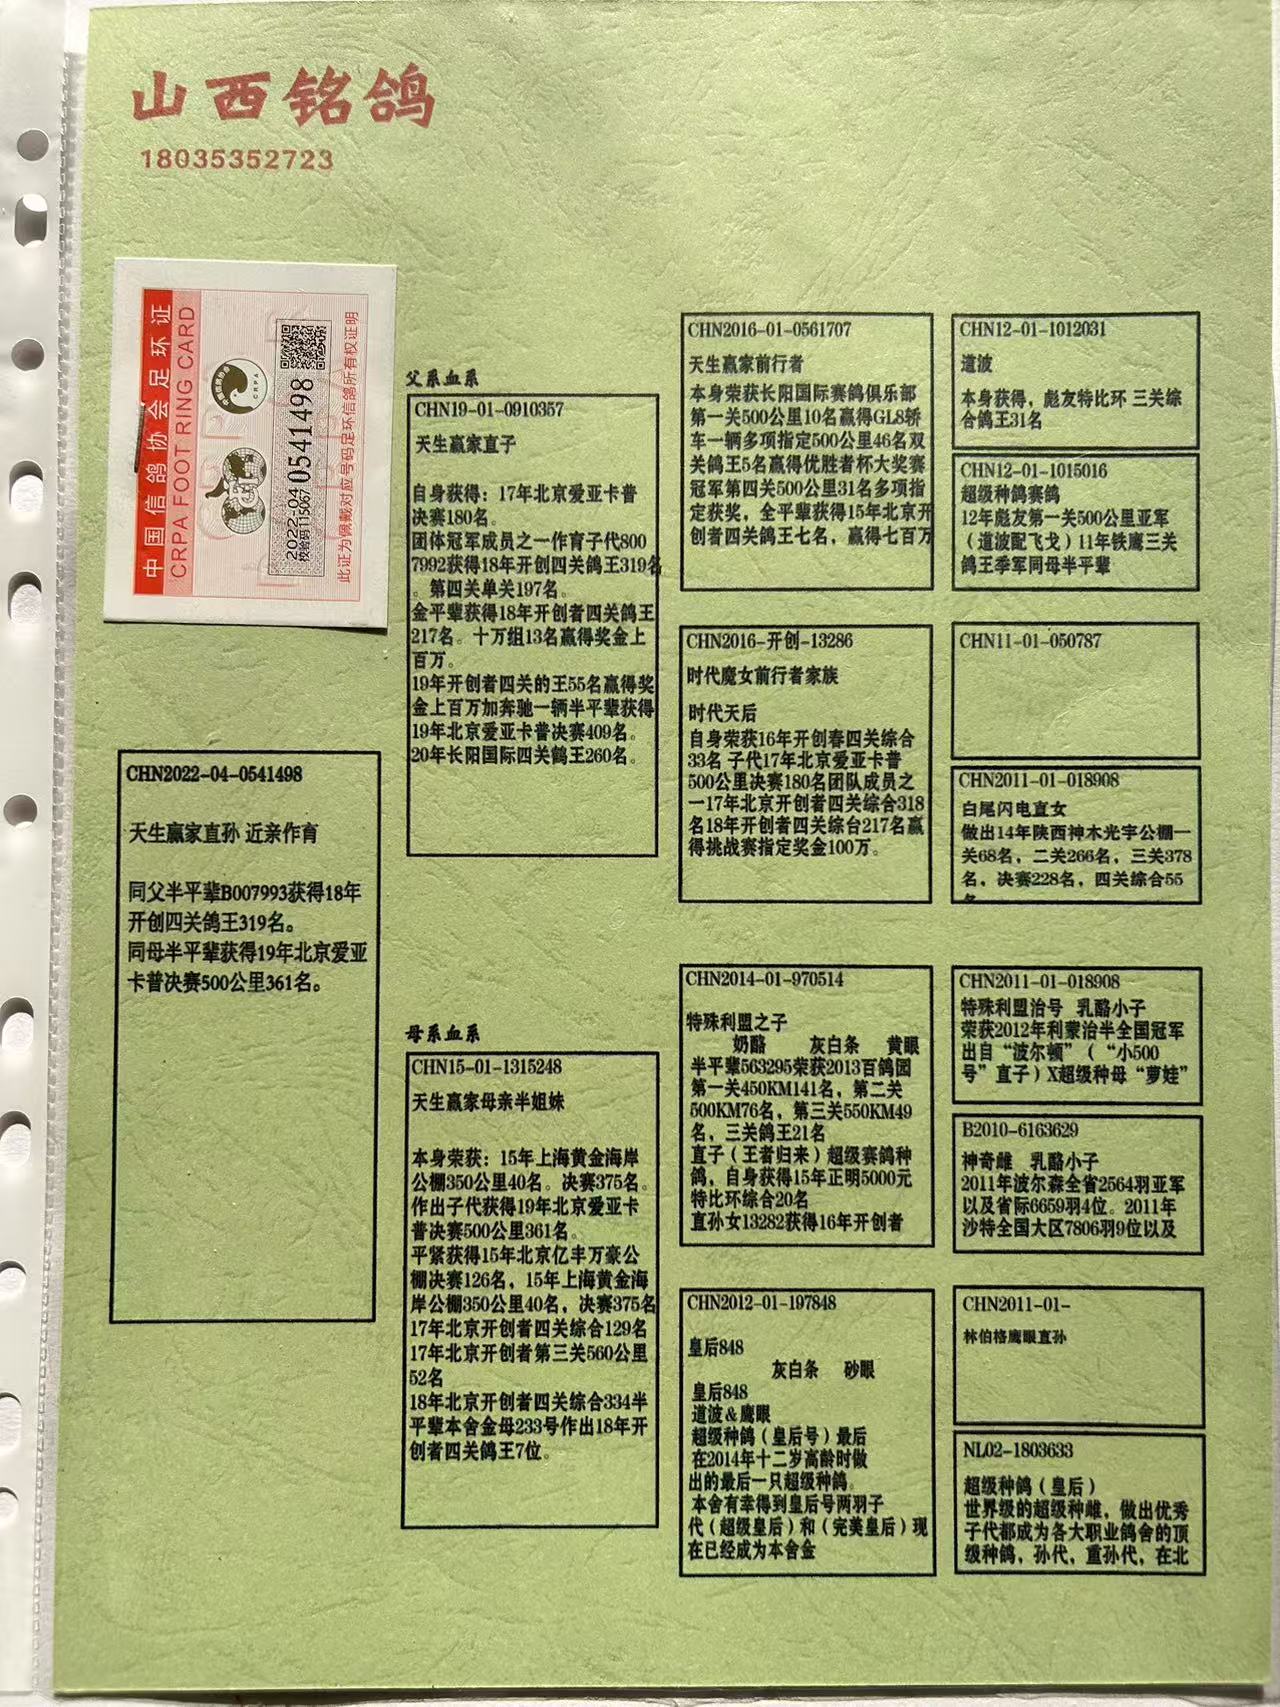 山西铭鸽
18035352723
中国信鸽协会足环证
CRPA FOOT RING CARD
CRPA
2022-04 0541498
校验码115067
此证为佩戴对应号码足环信鸽所有权证明
CHN2022-04-0541498
天生赢家直孙 近亲作育
同父半平辈B007993获得18年
开创四关鸽王319名。
同母半平辈获得19年北京爱亚
卡普决赛500公里361名。
父系血系
CHN19-01-0910357
天生赢家直子
自身获得：17年北京爱亚卡普
决赛180名。
团体冠军成员之一作育子代800
7992获得18年开创四关鸽王319名
。第四关单关197名。
金平辈获得18年开创者四关鸽王
217名。十万组13名赢得奖金上
百万。
19年开创者四关的王55名赢得奖
金上百万加奔驰一辆半平辈获得
19年北京爱亚卡普决赛409名。
20年长阳国际四关鹤王260名。
母系血系
CHN15-01-1315248
天生赢家母亲半姐妹
本身荣获：15年上海黄金海岸
公棚350公里40名。决赛375名。
作出子代获得19年北京爱亚卡
普决赛500公里361名。
平紧获得15年北京亿丰万豪公
棚决赛126名，15年上海黄金海
岸公棚350公里40名，决赛375名
17年北京开创者四关综合129名
17年北京开创者第三关560公里
52名
18年北京开创者四关综合334半
平辈本舍金母233号作出18年开
创者四关鸽王7位。
CHN2016-01-0561707
天生赢家前行者
本身荣获长阳国际赛鸽俱乐部
第一关500公里10名赢得GL8轿
车一辆多项指定500公里46名双
关鸽王5名赢得优胜者杯大奖赛
冠军第四关500公里31名多项指
定获奖，全平辈获得15年北京开
创者四关鸽王七名，赢得七百万
CHN2016-开创-13286
时代魔女前行者家族
时代天后
自身荣获16年开创春四关综合
33名 子代17年北京爱亚卡普
500公里决赛180名团队成员之
一17年北京开创者四关综合318
名18年开创者四关综台217名赢
得挑战赛指定奖金100万。
CHN2014-01-970514
特殊利盟之子
奶酪 灰白条 黄眼
半平辈563295荣获2013百鸽园
第一关450KM141名，第二关
500KM76名，第三关550KM49
名，三关鸽王21名
直子（王者归来）超级赛鸽种
鸽，自身获得15年正明5000元
特比环综合20名
直孙女13282获得16年开创者
CHN2012-01-197848
皇后848
灰白条 砂眼
皇后848
道波＆鹰眼
超级种鸽（皇后号）最后
在2014年十二岁高龄时做
出的最后一只超级种鸽。
本舍有幸得到皇后号两羽子
代（超级皇后）和（完美皇后）现
在已经成为本舍金
CHN12-01-1012031
道波
本身获得，彪友特比环 三关综
合鸽王31名
CHN12-01-1015016
超级种鸽赛鸽
12年彪友第一关500公里亚军
（道波配飞戈）11年铁鹰三关
鸽王季军同母半平辈
CHN11-01-050787
CHN2011-01-018908
白尾闪电直女
做出14年陕西神木光宇公棚一
关68名，二关266名，三关378
名，决赛228名，四关综合55
CHN2011-01-018908
特殊利盟治号 乳酪小子
荣获2012年利蒙治半全国冠军
出自“波尔顿”（“小500
号”直子）X超级种母“萝娃”
B2010-6163629
神奇雌 乳酪小子
2011年波尔森全省2564羽亚军
以及省际6659羽4位。2011年
沙特全国大区7806羽9位以及
CHN2011-01-
林伯格鹰眼直孙
NL02-1803633
超级种鸽（皇后）
世界级的超级种雌，做出优秀
子代都成为各大职业鸽舍的顶
级种鸽，孙代，重孙代，在北